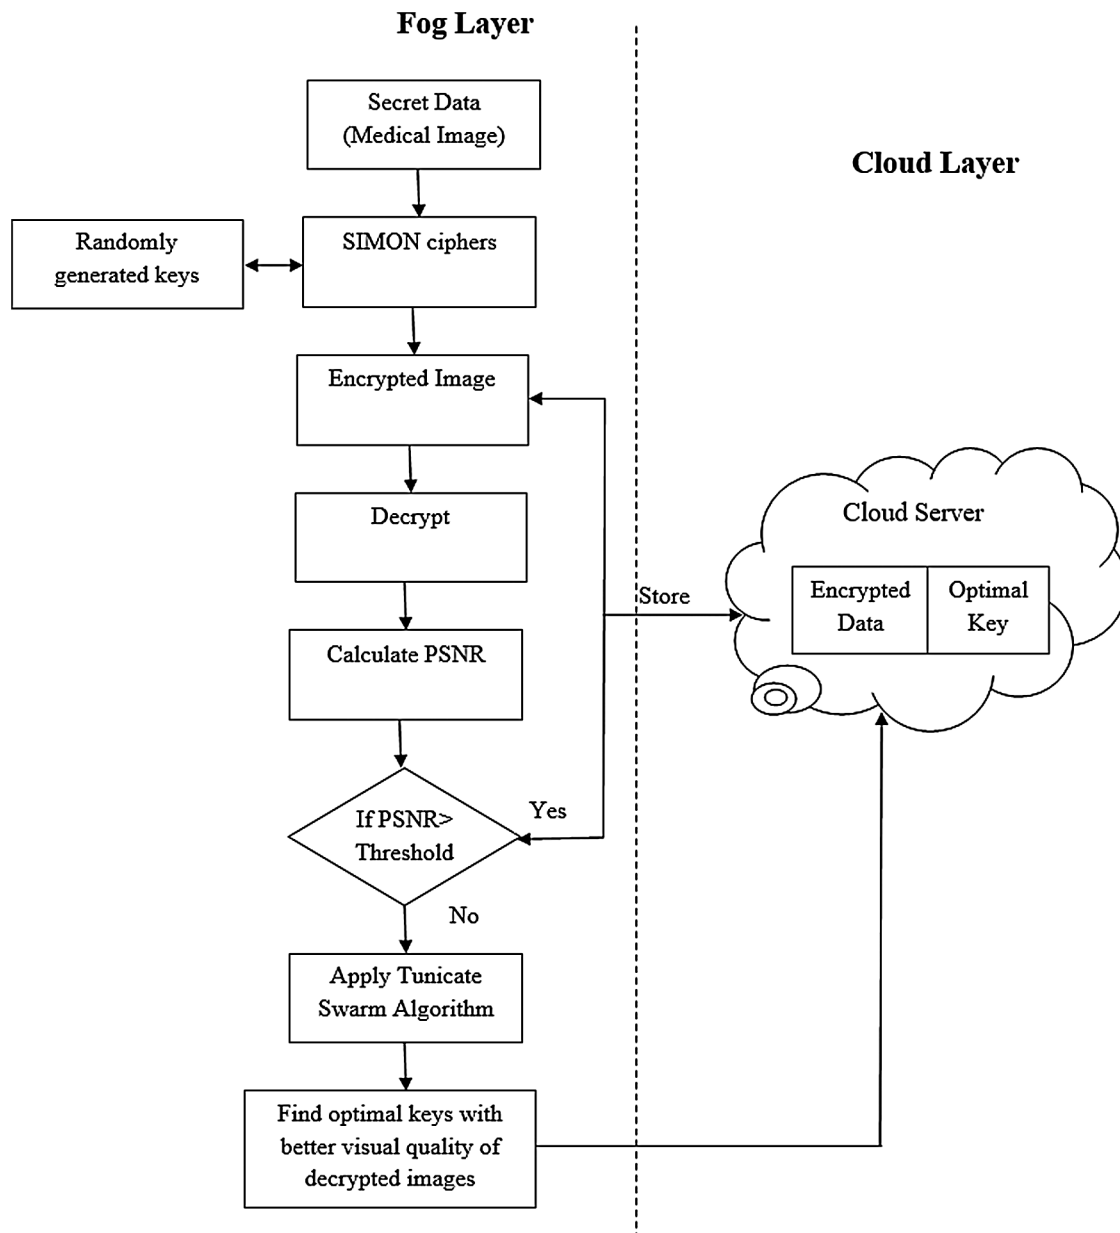 Fog Layer
Secret Data
(Medical Image)
Cloud Layer
Randomly
generated keys
SIMON ciphers
Encrypted Image
Decrypt
Cloud Server
Encrypted
Data
Optimal
Key
Store
Calculate PSNR
If PSNR>
Threshold
Yes
No
Apply Tunicate
Swarm Algorithm
Find optimal keys with
better visual quality of
decrypted images